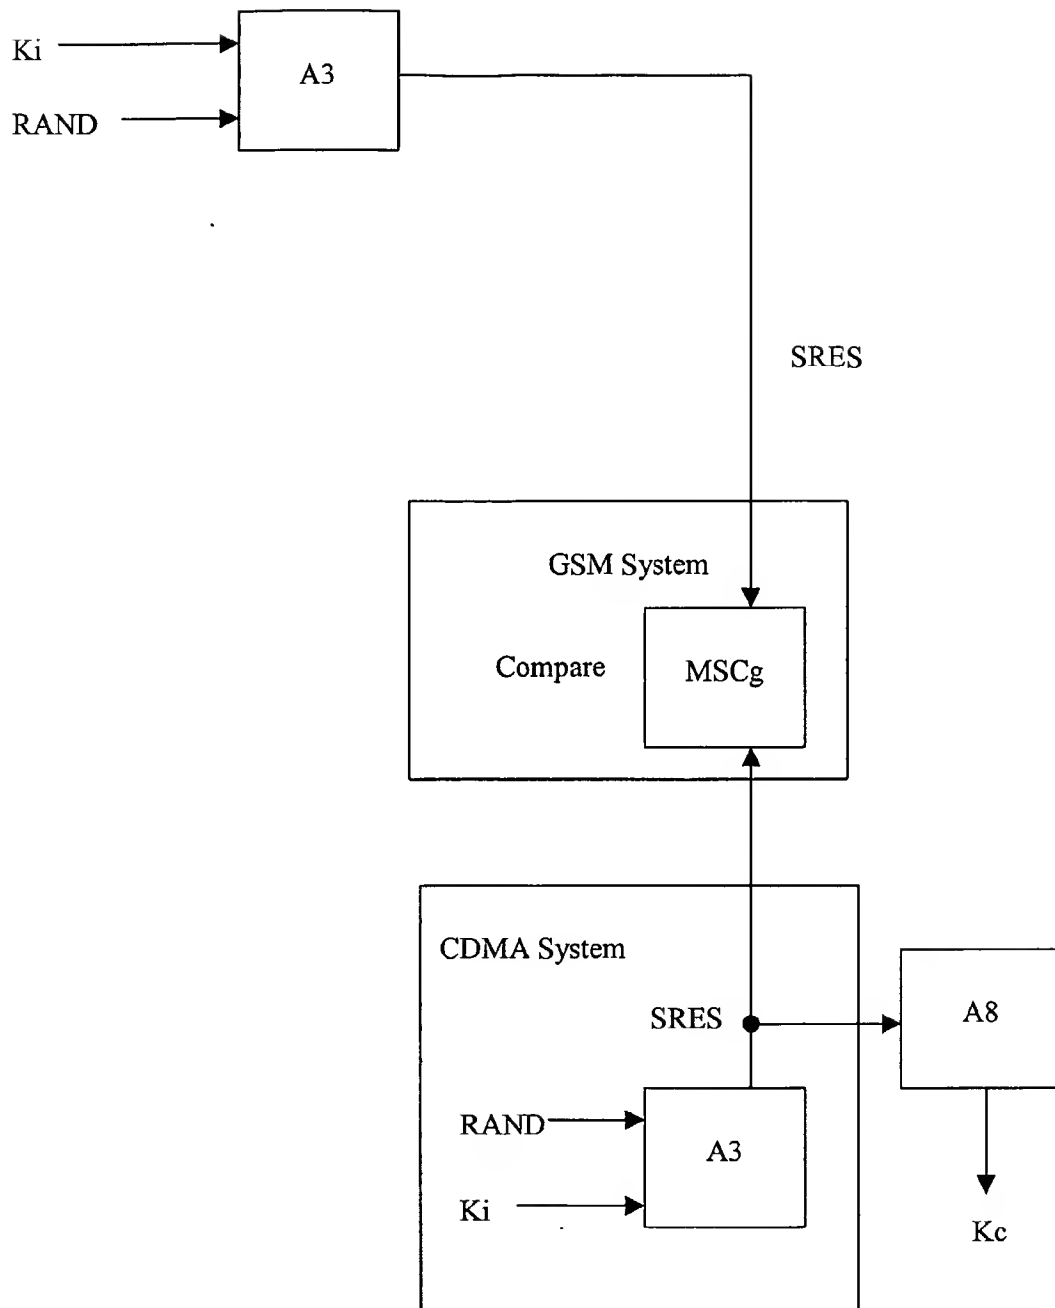 Ki
A3
RAND
SRES
GSM System
Compare
MSCg
CDMA System
SRES
A8
RAND
A3
Ki
Kc